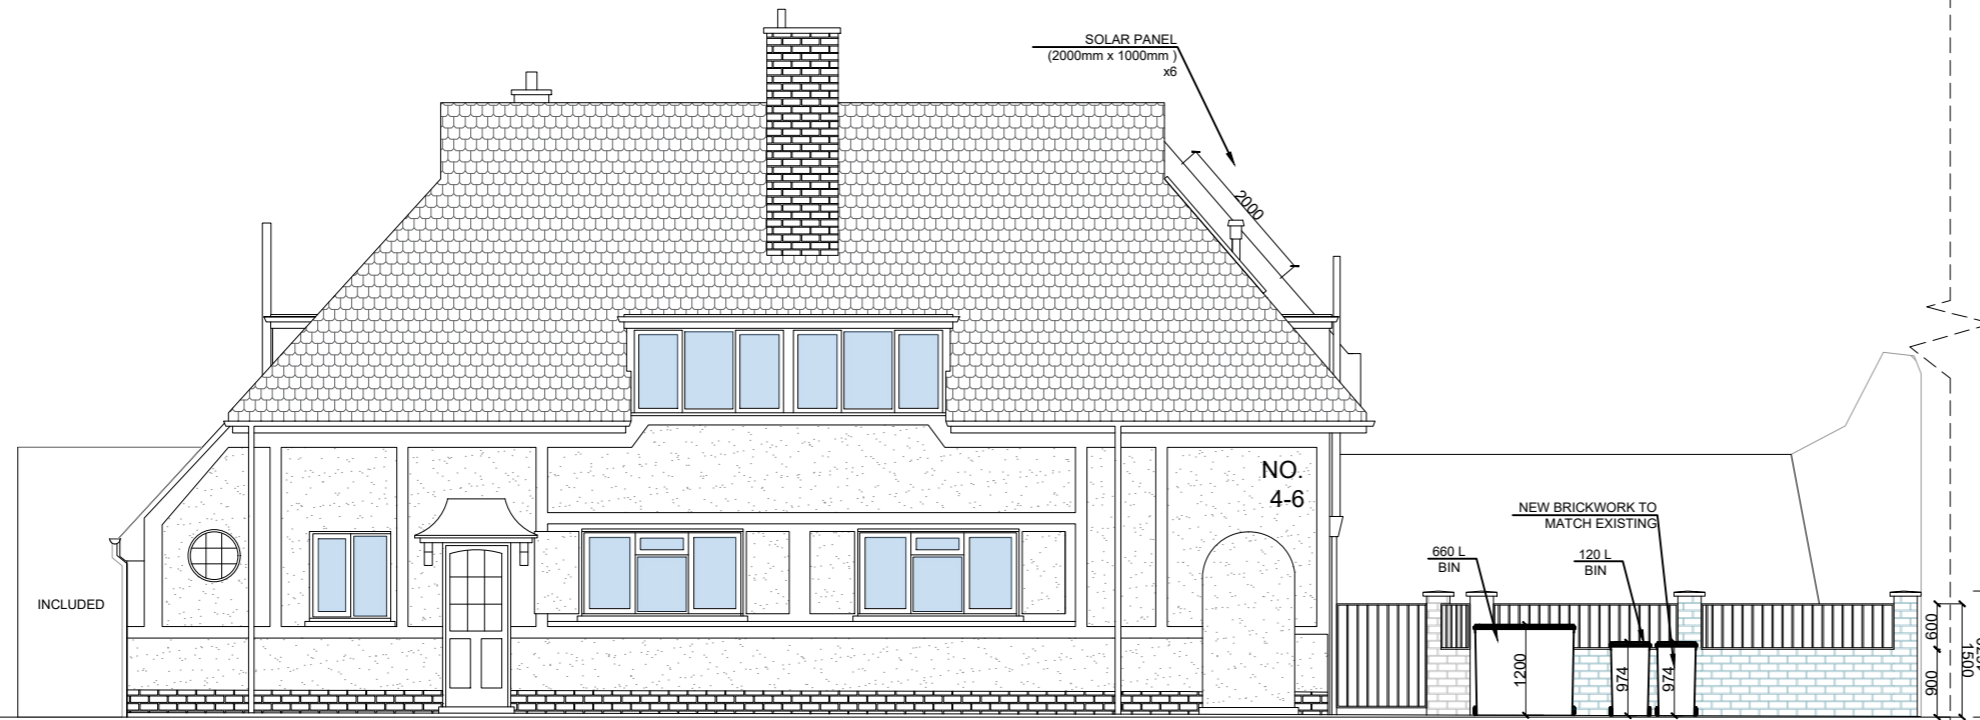 SOLAR PANEL
(2000mm x 1000mm )
x6
2000
NO.
4-6
NEW BRICKWORK TO
MATCH EXISTING
660 L
BIN
120 L
BIN
INCLUDED
1200
974
974
600
900
1500